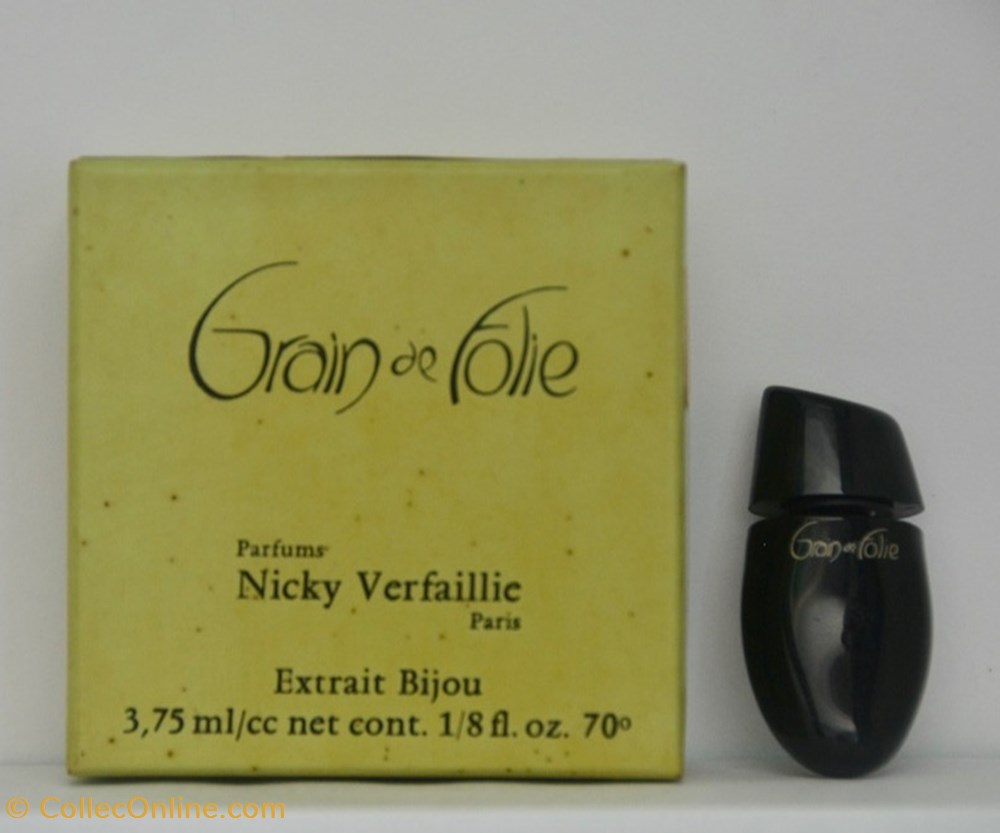 Grain de Folie
Parfums
Nicky Verfaillie
Paris
Extrait Bijou
3,75 ml/cc net cont. 1/8 fl. oz. 70º
Grain de Folie
© CollecOnline.com